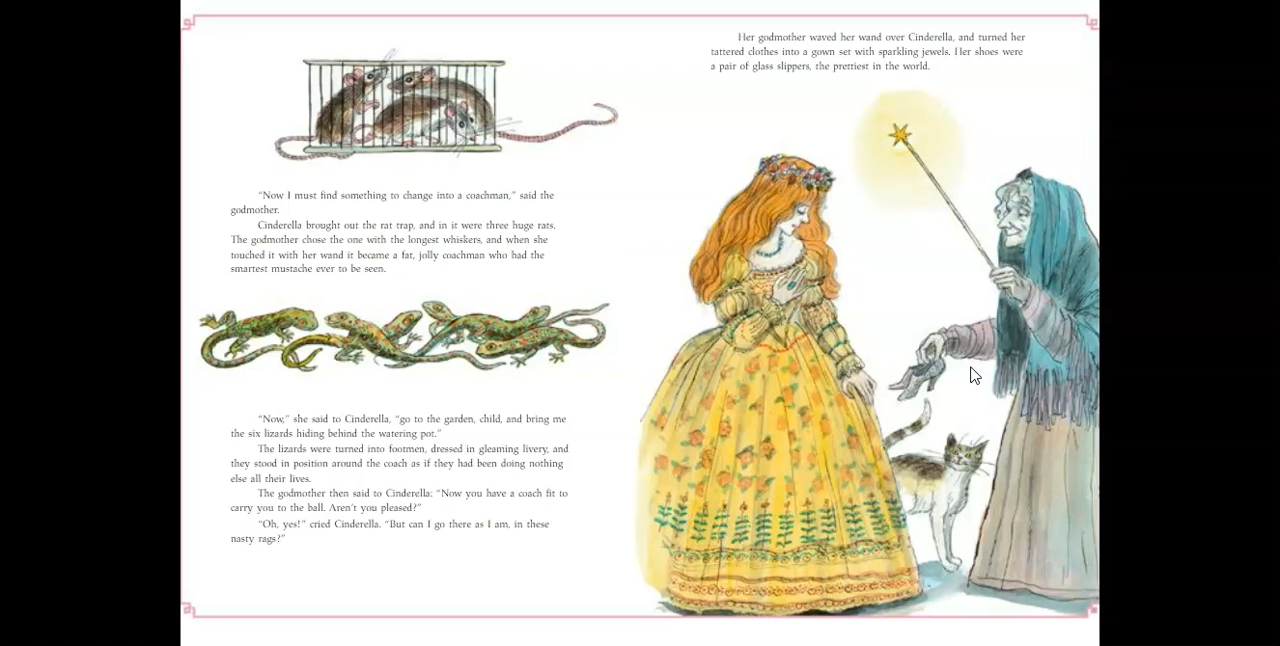 "Now I must find something to change into a coachman," said the
godmother.
Cinderella brought out the rat trap, and in it were three huge rats.
The godmother chose the one with the longest whiskers, and when she
touched it with her wand it became a fat, jolly coachman who had the
smartest mustache ever to be seen.
"Now," she said to Cinderella, "go to the garden, child, and bring me
the six lizards hiding behind the watering pot."
The lizards were turned into footmen, dressed in gleaming livery, and
they stood in position around the coach as if they had been doing nothing
else all their lives.
The godmother then said to Cinderella: "Now you have a coach fit to
carry you to the ball. Aren't you pleased?"
"Oh, yes!" cried Cinderella. "But can I go there as I am, in these
nasty rags?"
Her godmother waved her wand over Cinderella, and turned her
tattered clothes into a gown set with sparkling jewels. Her shoes were
a pair of glass slippers, the prettiest in the world.